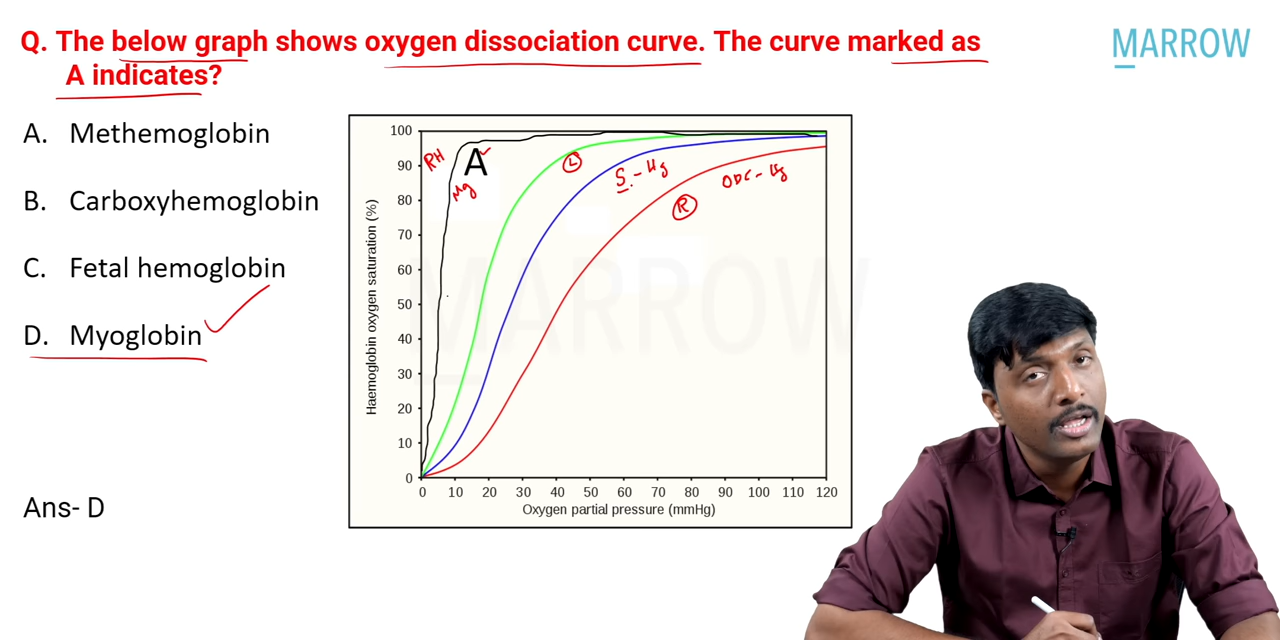 Q. The below graph shows oxygen dissociation curve. The curve marked as
A indicates?
MARROW
A. Methemoglobin
B. Carboxyhemoglobin
C. Fetal hemoglobin
D. Myoglobin
Ans- D
Haemoglobin oxygen saturation (%)
100
90
80
70
60
50
40
30
20
10
0
RH
A
Mg
L
S - Hg
ODC - Hg
R
MARROW
0 10 20 30 40 50 60 70 80 90 100 110 120
Oxygen partial pressure (mmHg)